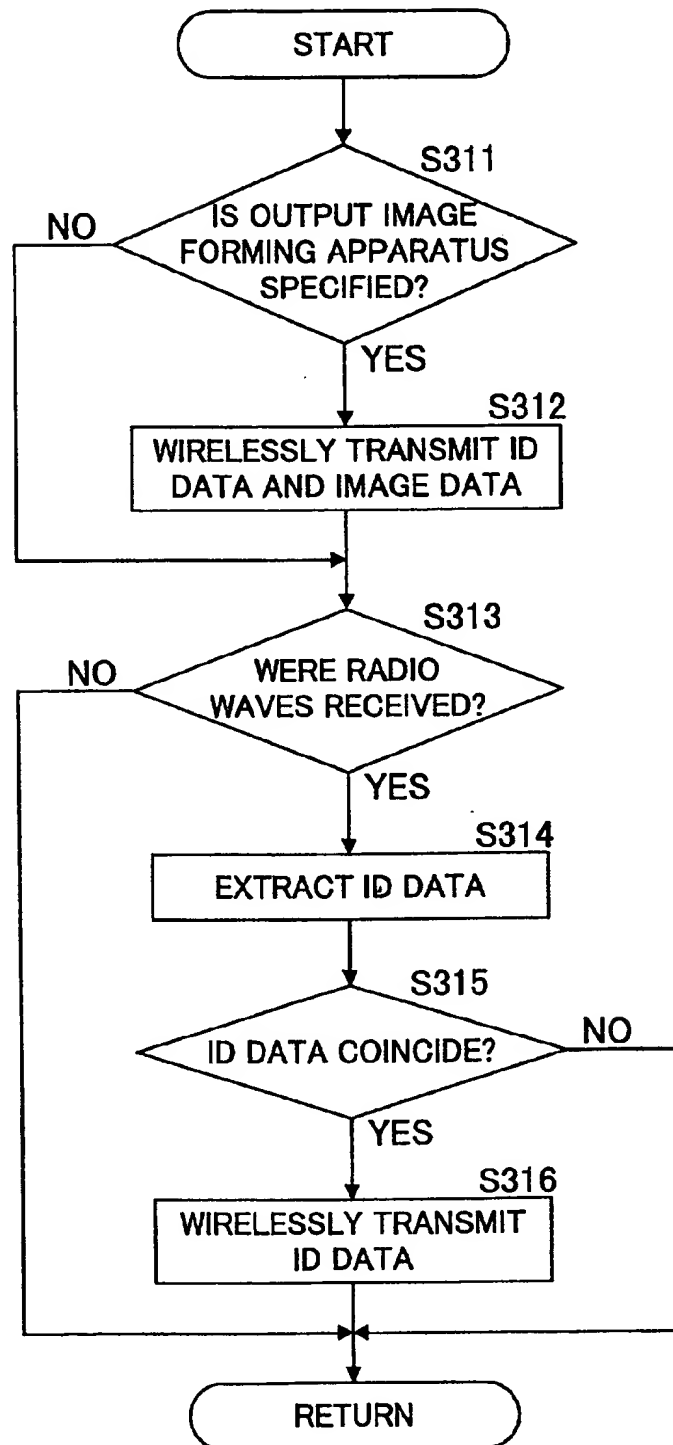 START
S311
IS OUTPUT IMAGE
FORMING APPARATUS
SPECIFIED?
NO
YES
S312
WIRELESSLY TRANSMIT ID
DATA AND IMAGE DATA
S313
NO
WERE RADIO
WAVES RECEIVED?
YES
S314
EXTRACT ID DATA
S315
ID DATA COINCIDE?
NO
YES
S316
WIRELESSLY TRANSMIT
ID DATA
RETURN